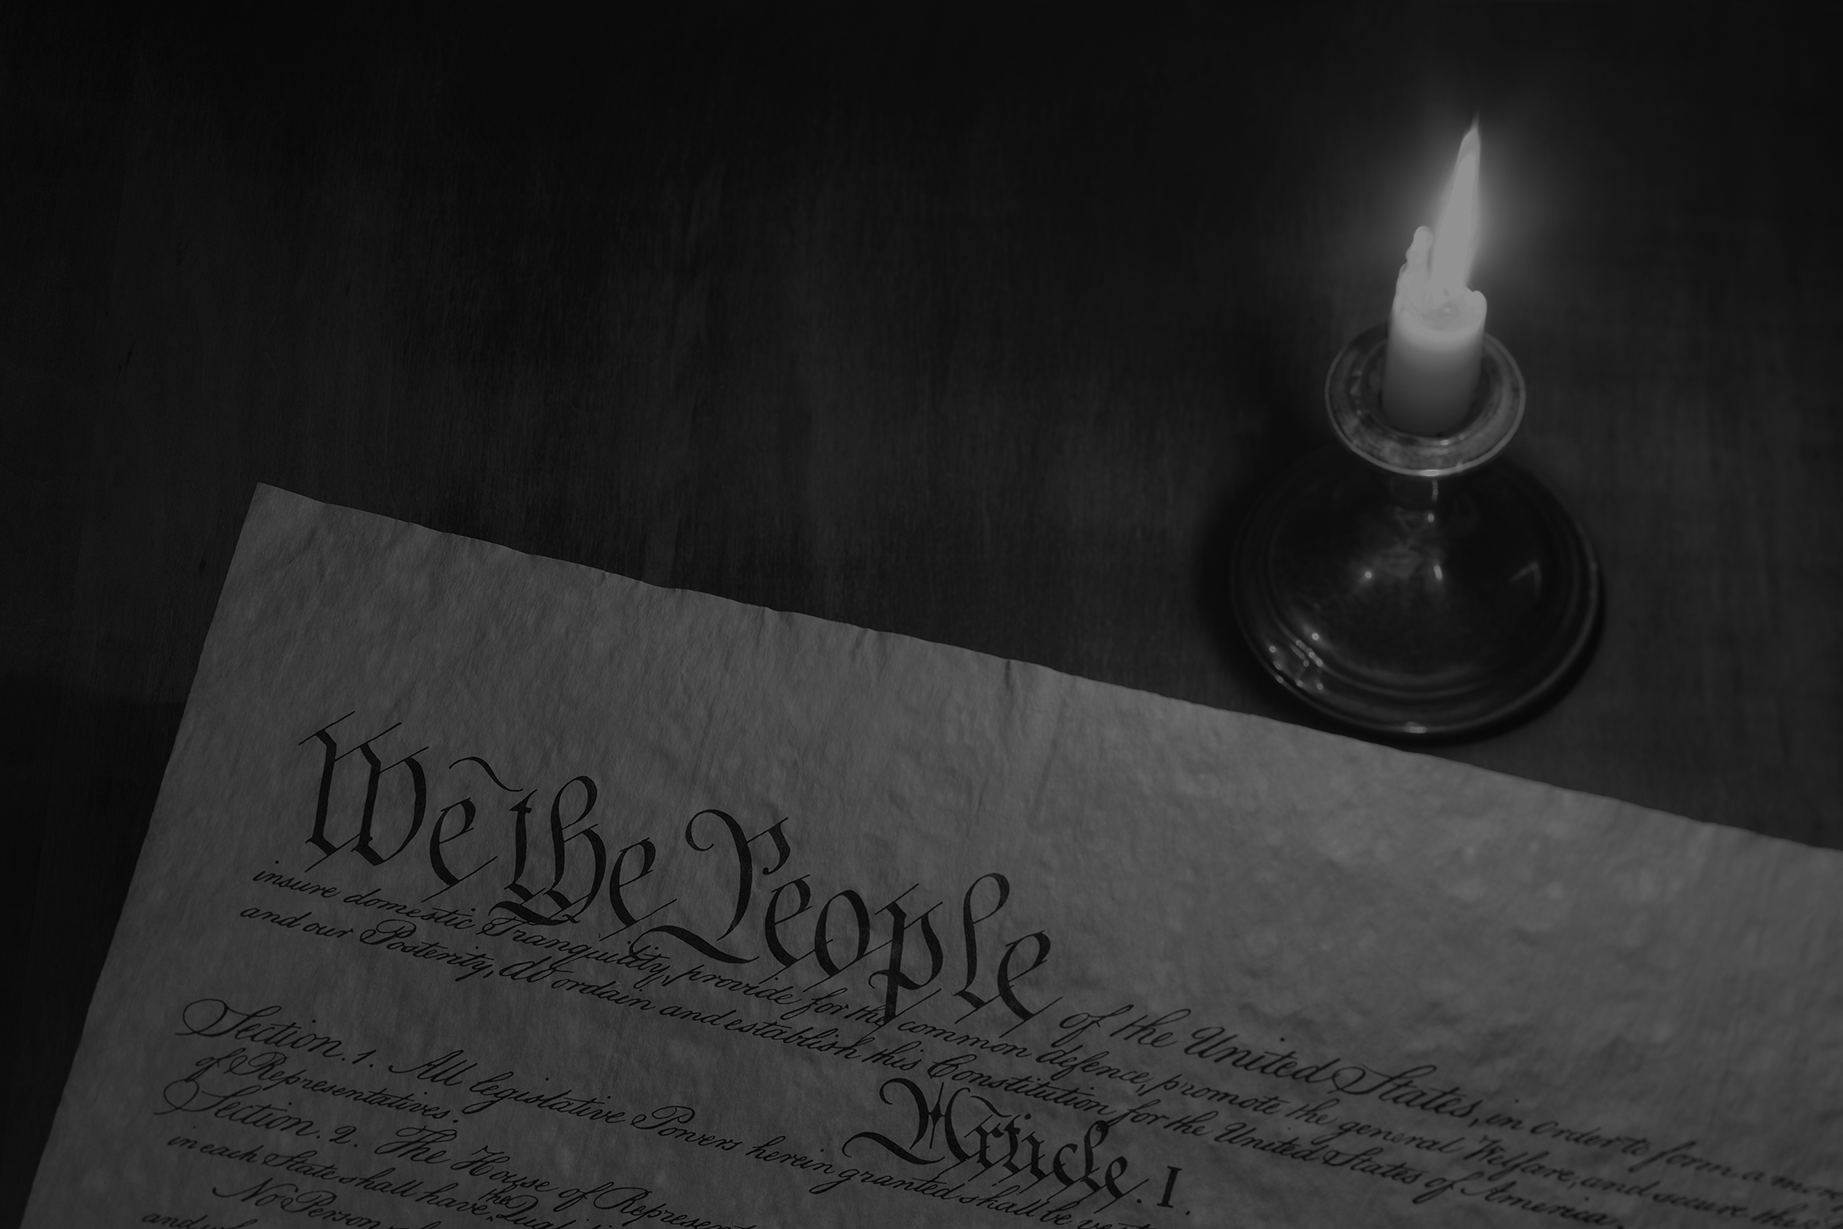 We the People of the United States, in Order to form a more
insure domestic Tranquility, provide for the common defence, promote the general Welfare, and secure the
and our Posterity, do ordain and establish this Constitution for the United States of America.
Article. I.
Section. 1. All legislative Powers herein granted shall be
of Representatives.
Section. 2. The House of
in each State shall have the
No Person